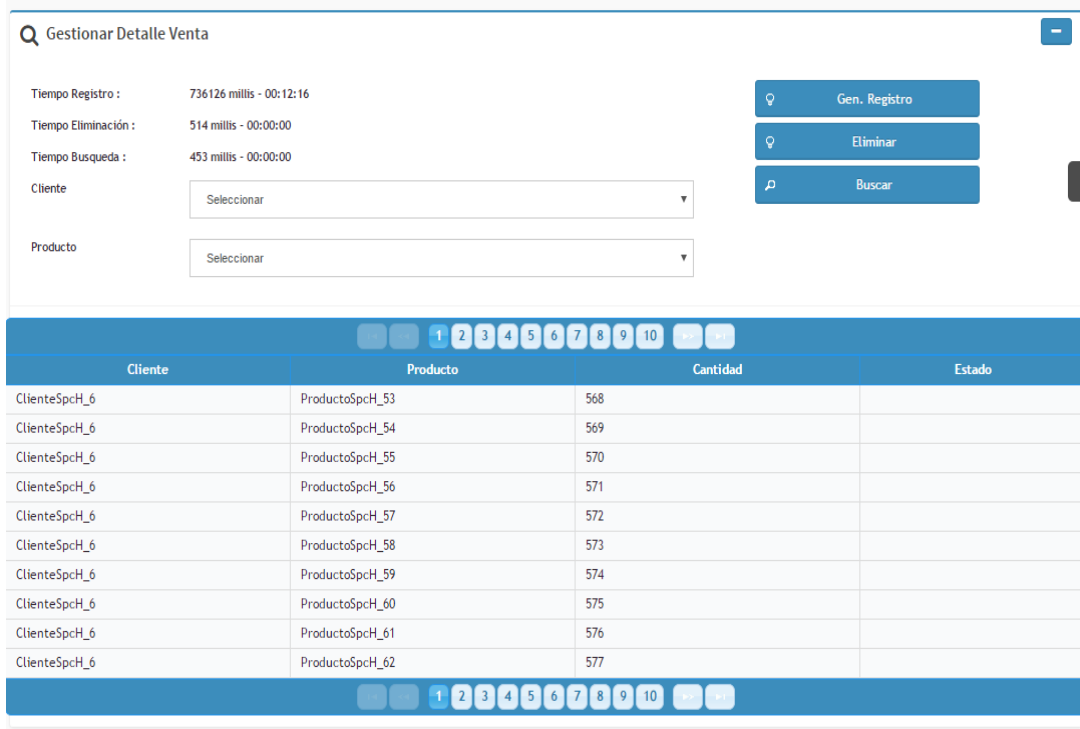 Gestionar Detalle Venta
Tiempo Registro : 736126 millis - 00:12:16
Gen. Registro
Tiempo Eliminación : 514 millis - 00:00:00
Eliminar
Tiempo Busqueda : 453 millis - 00:00:00
Buscar
Cliente Seleccionar
Producto Seleccionar
1 2 3 4 5 6 7 8 9 10
Cliente Producto Cantidad Estado
ClienteSpcH_6 ProductoSpcH_53 568
ClienteSpcH_6 ProductoSpcH_54 569
ClienteSpcH_6 ProductoSpcH_55 570
ClienteSpcH_6 ProductoSpcH_56 571
ClienteSpcH_6 ProductoSpcH_57 572
ClienteSpcH_6 ProductoSpcH_58 573
ClienteSpcH_6 ProductoSpcH_59 574
ClienteSpcH_6 ProductoSpcH_60 575
ClienteSpcH_6 ProductoSpcH_61 576
ClienteSpcH_6 ProductoSpcH_62 577
1 2 3 4 5 6 7 8 9 10